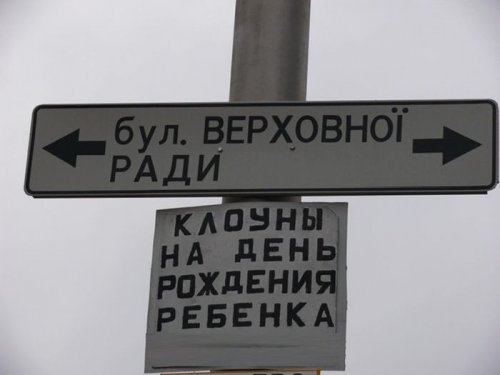 бул. ВЕРХОВНОЇ
РАДИ
КЛОУНЫ
НА ДЕНЬ
РОЖДЕНИЯ
РЕБЕНКА